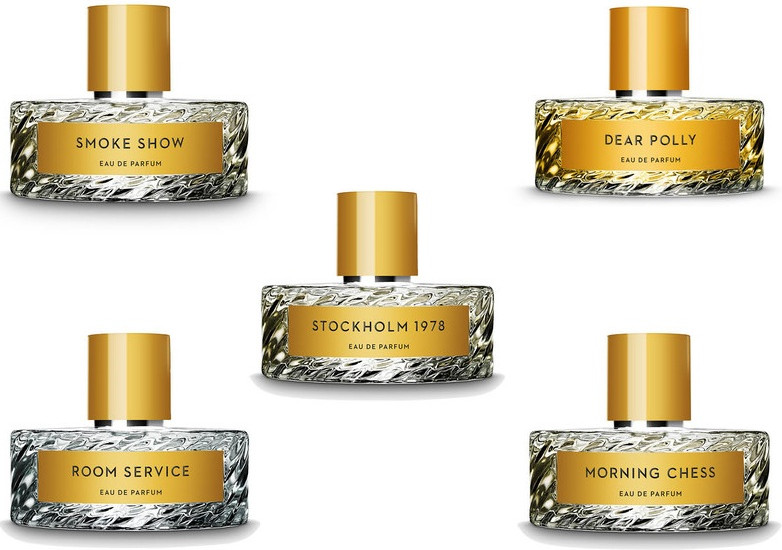 SMOKE SHOW
EAU DE PARFUM
DEAR POLLY
EAU DE PARFUM
STOCKHOLM 1978
EAU DE PARFUM
ROOM SERVICE
EAU DE PARFUM
MORNING CHESS
EAU DE PARFUM